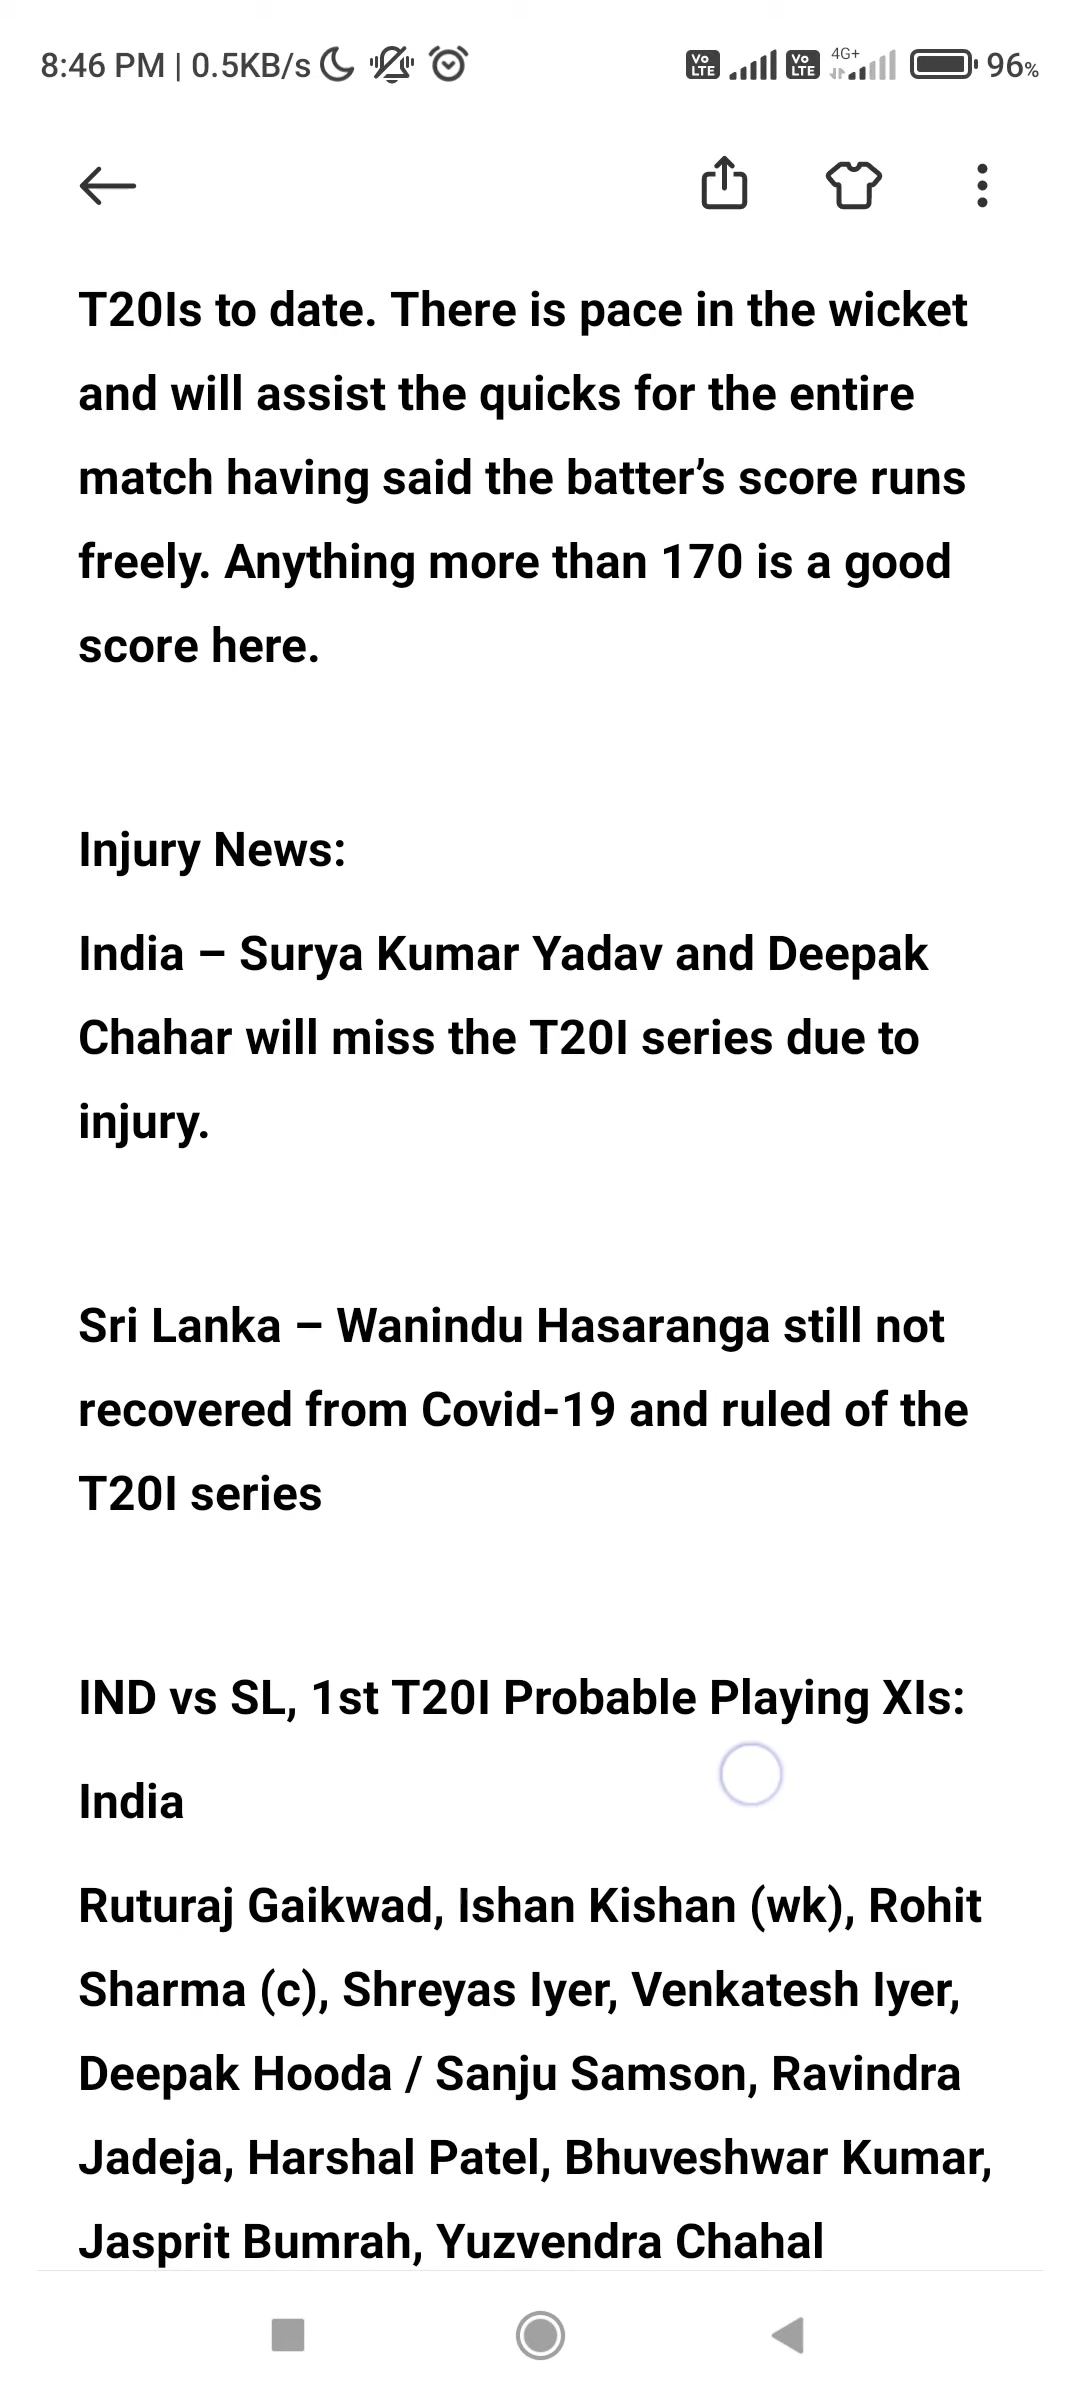 8:46 PM | 0.5KB/s
Vo LTE Vo LTE 4G+ 96%
T20Is to date. There is pace in the wicket
and will assist the quicks for the entire
match having said the batter’s score runs
freely. Anything more than 170 is a good
score here.
Injury News:
India – Surya Kumar Yadav and Deepak
Chahar will miss the T20I series due to
injury.
Sri Lanka – Wanindu Hasaranga still not
recovered from Covid-19 and ruled of the
T20I series
IND vs SL, 1st T20I Probable Playing XIs:
India
Ruturaj Gaikwad, Ishan Kishan (wk), Rohit
Sharma (c), Shreyas Iyer, Venkatesh Iyer,
Deepak Hooda / Sanju Samson, Ravindra
Jadeja, Harshal Patel, Bhuveshwar Kumar,
Jasprit Bumrah, Yuzvendra Chahal